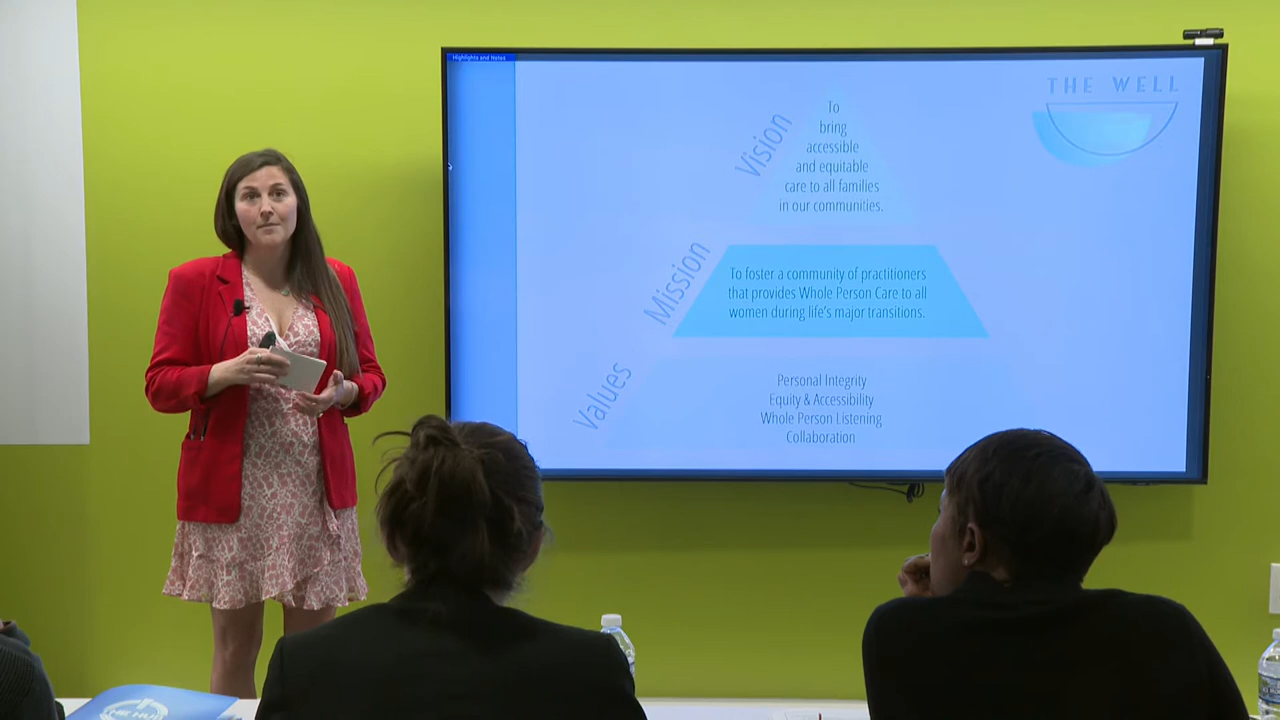 Highlights and Notes
THE WELL
Vision
To
bring
accessible
and equitable
care to all families
in our communities.
Mission
To foster a community of practitioners
that provides Whole Person Care to all
women during life's major transitions.
Values
Personal Integrity
Equity & Accessibility
Whole Person Listening
Collaboration